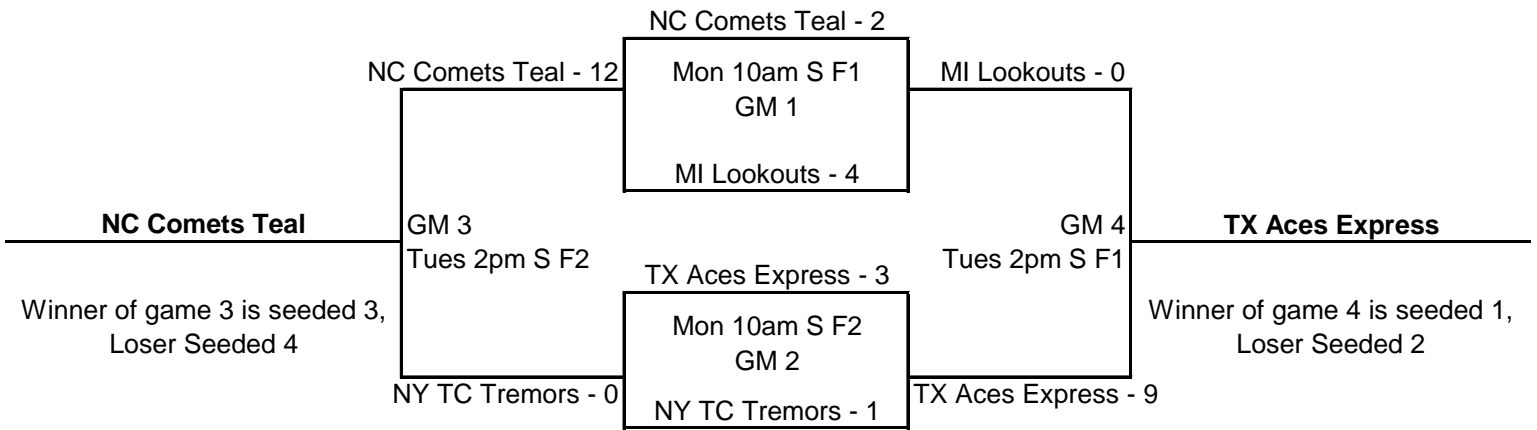 NC Comets Teal - 2
NC Comets Teal - 12
Mon 10am S F1
MI Lookouts - 0
GM 1
MI Lookouts - 4
NC Comets Teal
GM 3
GM 4
TX Aces Express
Tues 2pm S F2
Tues 2pm S F1
TX Aces Express - 3
Winner of game 3 is seeded 3,
Loser Seeded 4
Mon 10am S F2
GM 2
Winner of game 4 is seeded 1,
Loser Seeded 2
NY TC Tremors - 0
NY TC Tremors - 1
TX Aces Express - 9